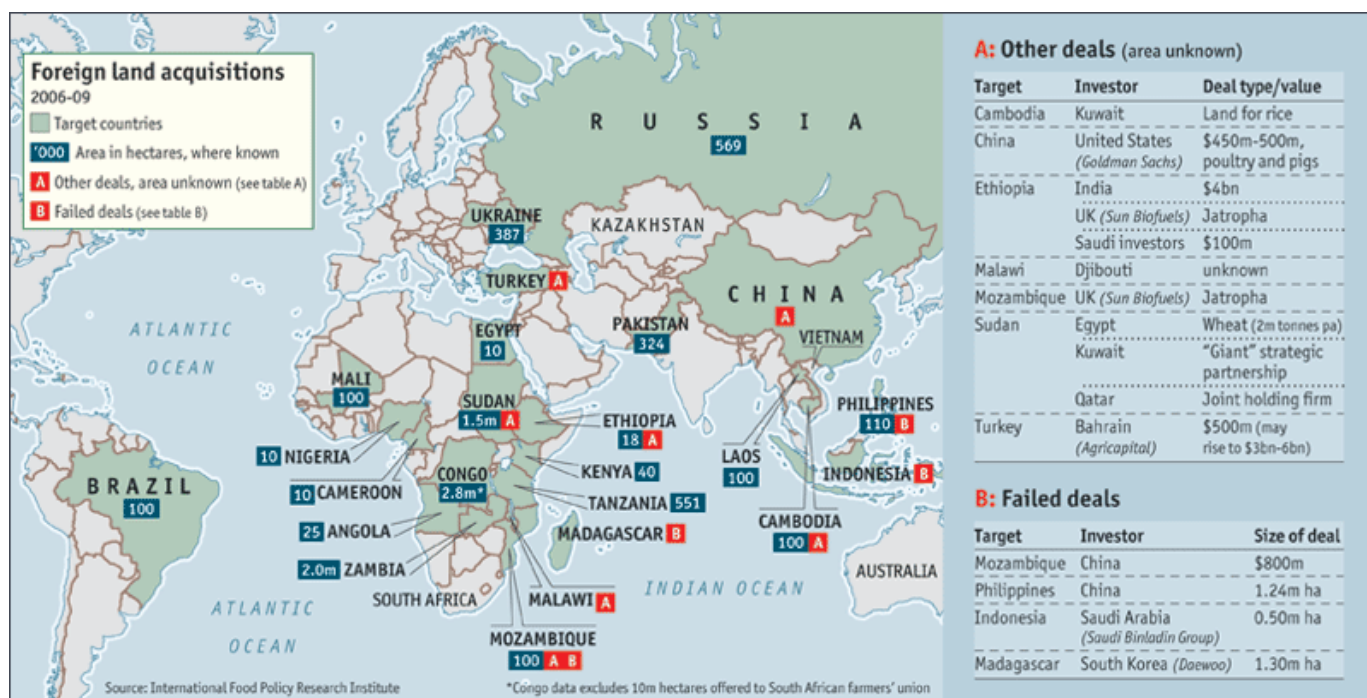 Foreign land acquisitions
2006-09
Target countries
'000 Area in hectares, where known
A Other deals, area unknown (see table A)
B Failed deals (see table B)
R U S S I A
569
UKRAINE
387
KAZAKHSTAN
TURKEY A
C H I N A
A
ATLANTIC
OCEAN
EGYPT
10
PAKISTAN
324
VIETNAM
MALI
100
SUDAN
1.5m A
ETHIOPIA
18 A
PHILIPPINES
110 B
10 NIGERIA
CONGO
2.8m*
KENYA 40
LAOS
100
INDONESIA B
BRAZIL
100
10 CAMEROON
TANZANIA 551
25 ANGOLA
MADAGASCAR B
CAMBODIA
100 A
2.0m ZAMBIA
SOUTH AFRICA
MALAWI A
INDIAN OCEAN
AUSTRALIA
ATLANTIC
OCEAN
MOZAMBIQUE
100 A B
Source: International Food Policy Research Institute
*Congo data excludes 10m hectares offered to South African farmers' union
A: Other deals (area unknown)
Target Investor Deal type/value
Cambodia Kuwait Land for rice
China United States $450m-500m,
(Goldman Sachs) poultry and pigs
Ethiopia India $4bn
UK (Sun Biofuels) Jatropha
Saudi investors $100m
Malawi Djibouti unknown
Mozambique UK (Sun Biofuels) Jatropha
Sudan Egypt Wheat (2m tonnes pa)
Kuwait "Giant" strategic
partnership
Qatar Joint holding firm
Turkey Bahrain $500m (may
(Agricapital) rise to $3bn-6bn)
B: Failed deals
Target Investor Size of deal
Mozambique China $800m
Philippines China 1.24m ha
Indonesia Saudi Arabia 0.50m ha
(Saudi Binladin Group)
Madagascar South Korea (Daewoo) 1.30m ha